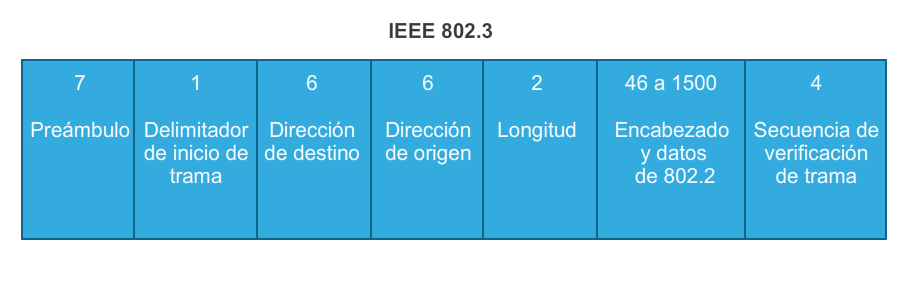 IEEE 802.3
7
Preámbulo
1
Delimitador
de inicio de
trama
6
Dirección
de destino
6
Dirección
de origen
2
Longitud
46 a 1500
Encabezado
y datos
de 802.2
4
Secuencia de
verificación
de trama